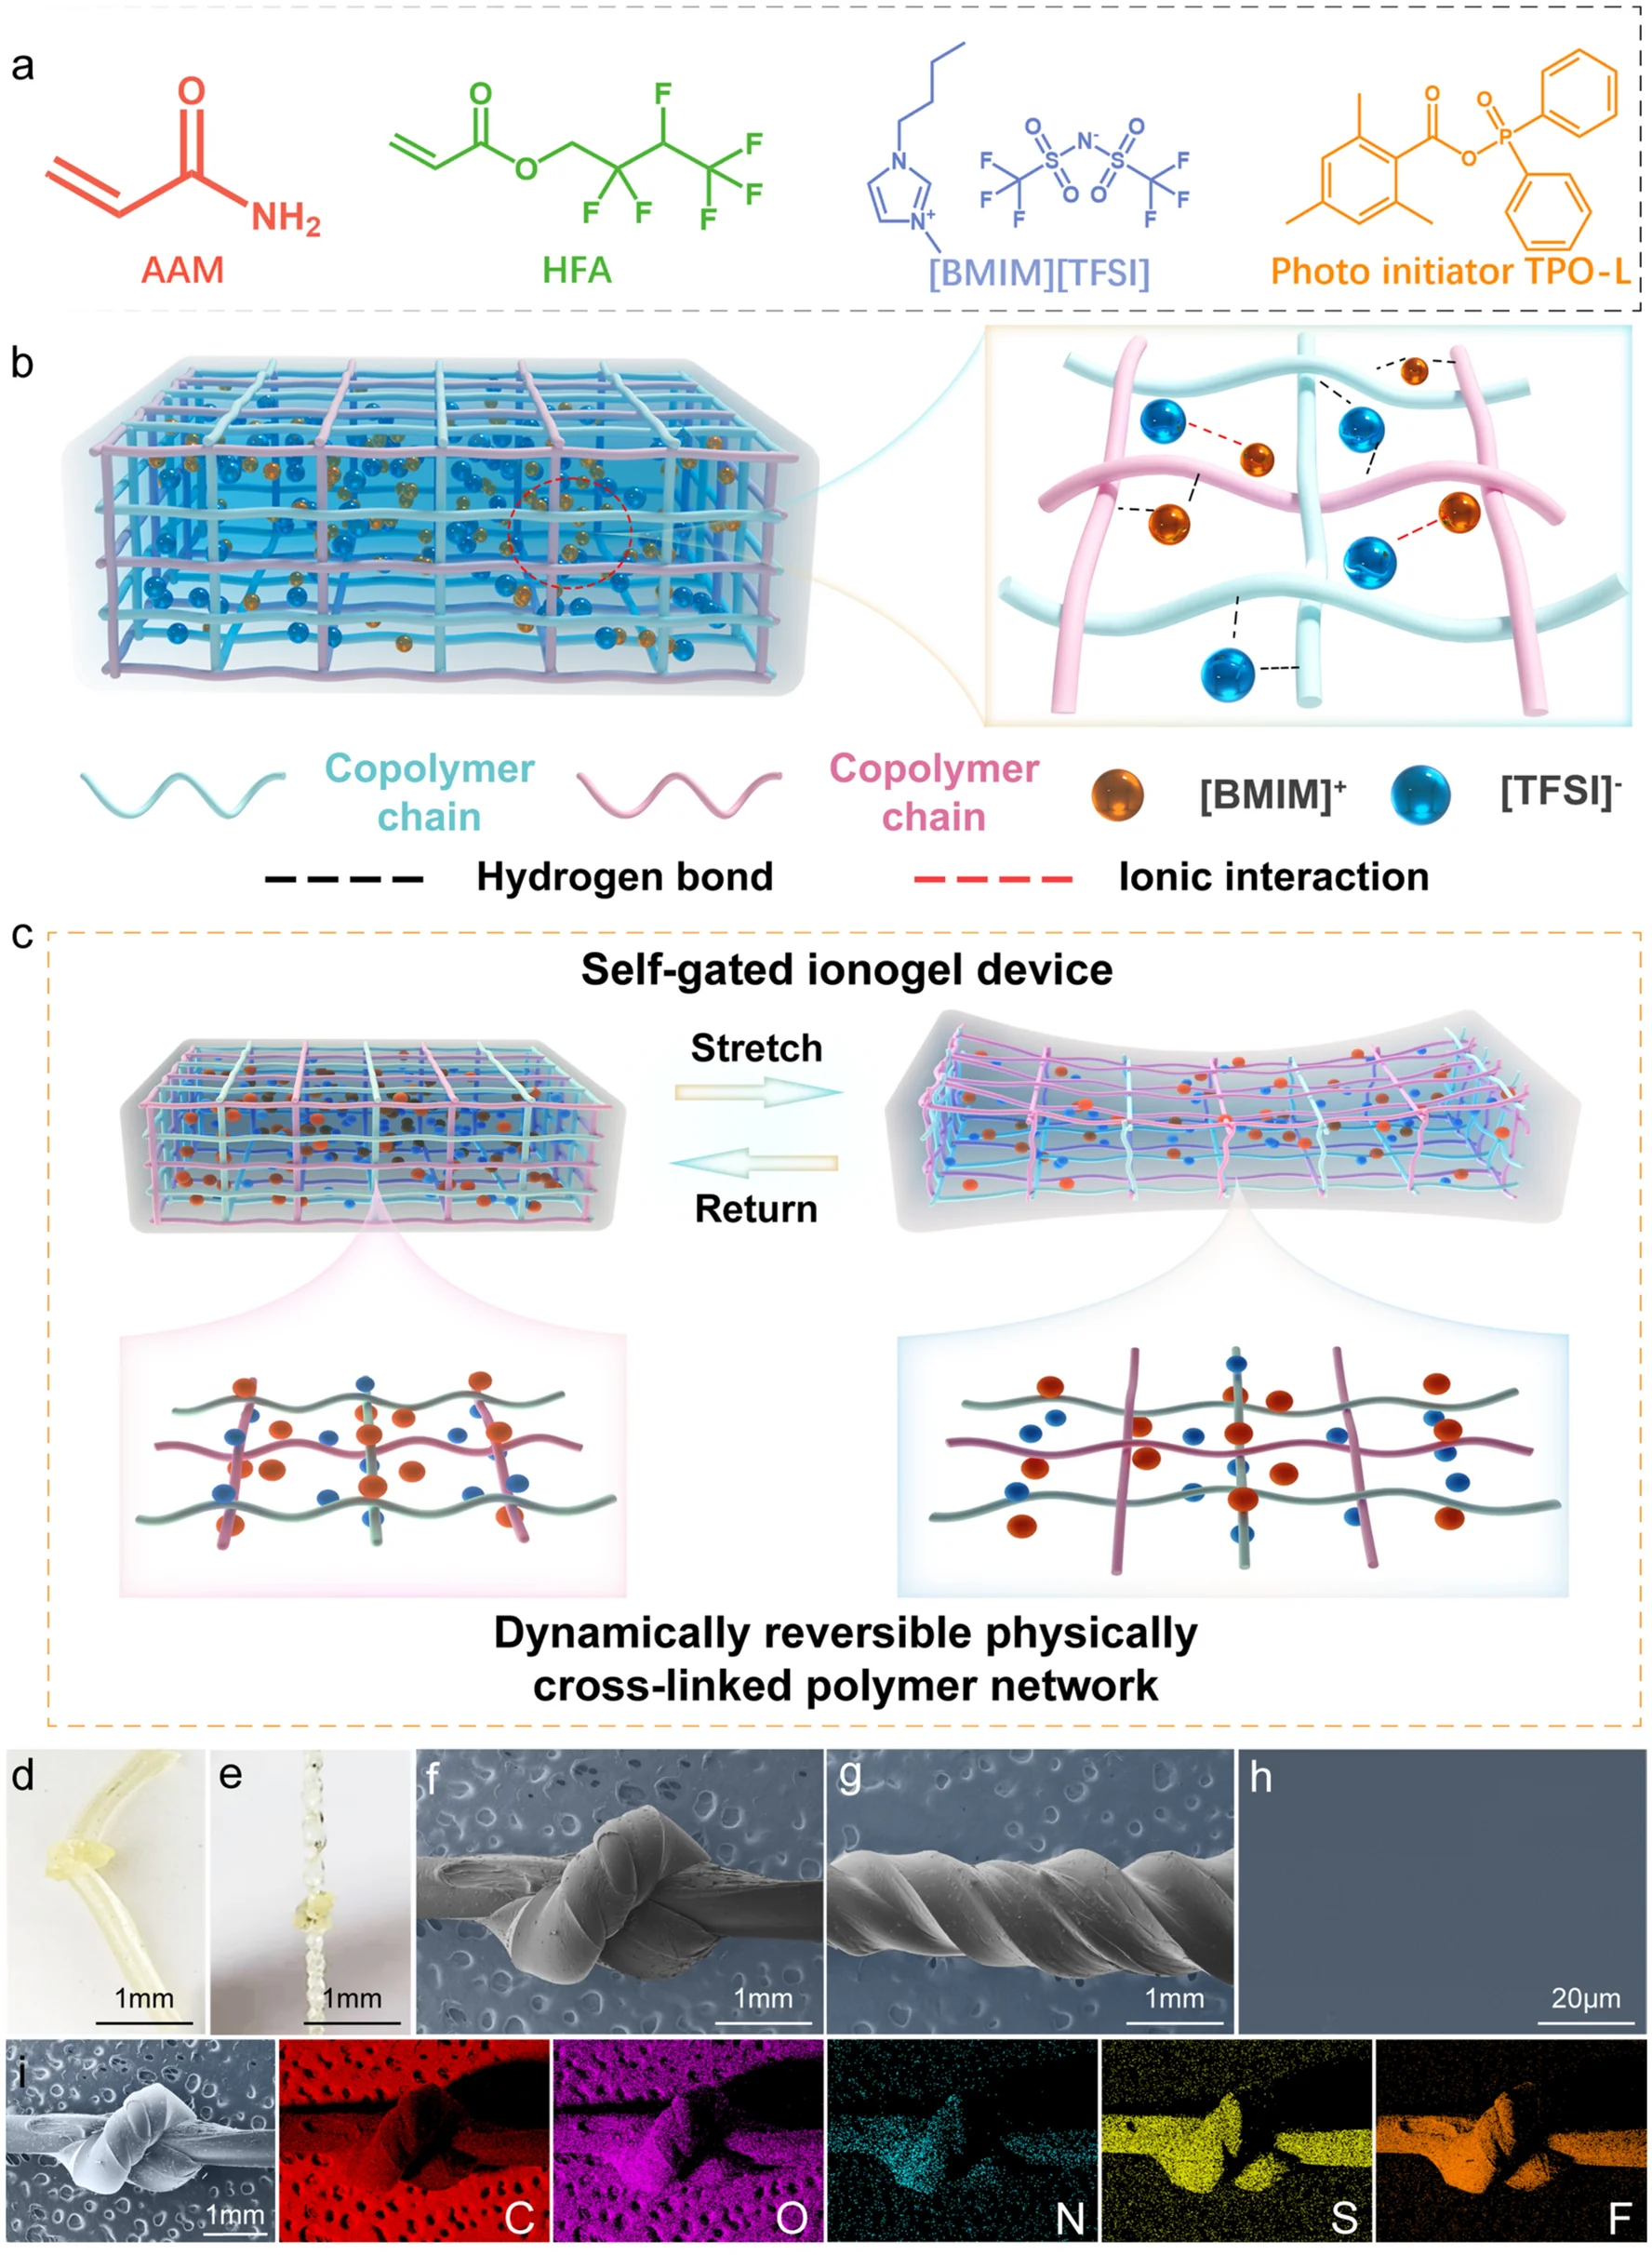 a
O
NH2
AAM
O
O
F
F
F
F
F
F
HFA
N
N+
O
O
N-
S
S
O
O
F
F
F
F
F
F
[BMIM][TFSI]
O
O
O
P
Photo initiator TPO-L
b
Copolymer
chain
Copolymer
chain
[BMIM]+
[TFSI]-
Hydrogen bond
Ionic interaction
c
Self-gated ionogel device
Stretch
Return
Dynamically reversible physically
cross-linked polymer network
d
1mm
e
1mm
f
1mm
g
1mm
h
20μm
i
1mm
C
O
N
S
F